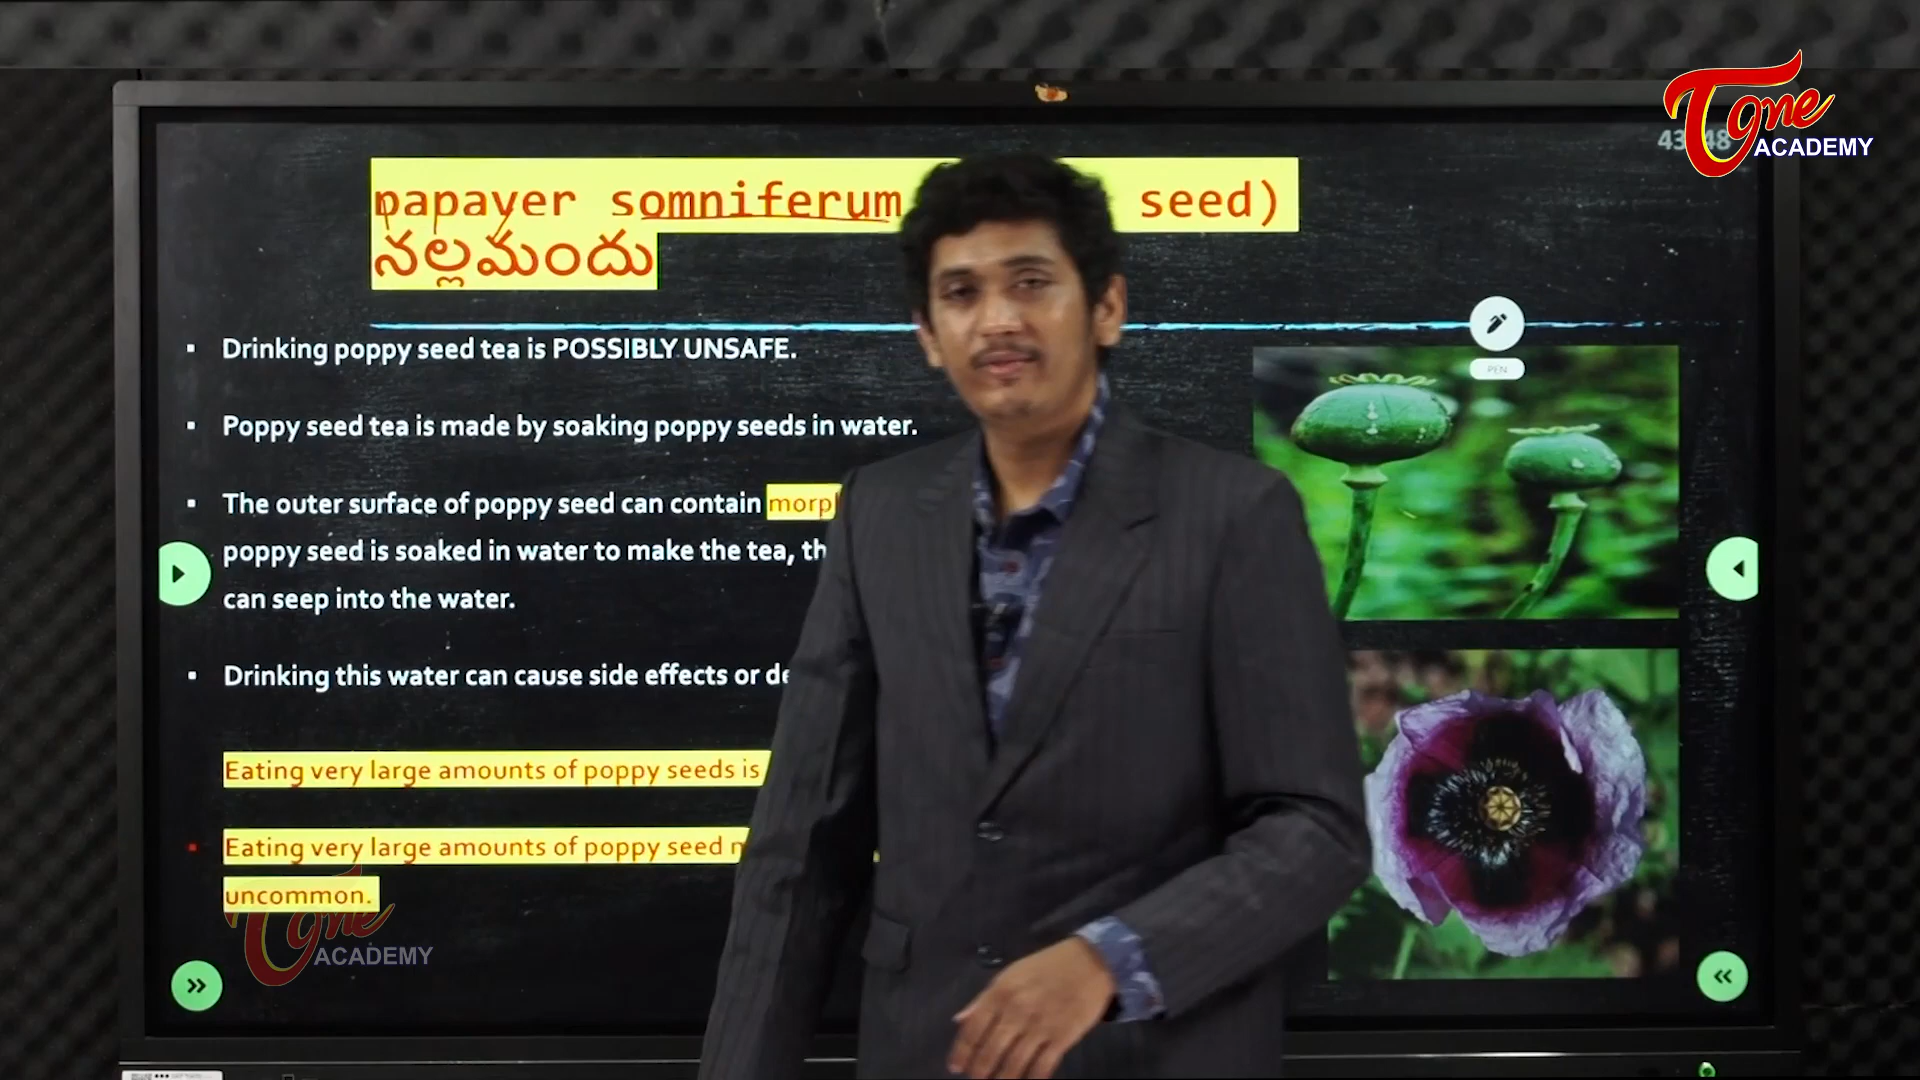 Tone
ACADEMY
papaver somniferum seed)
నల్లమందు
Drinking poppy seed tea is POSSIBLY UNSAFE.
PEN
Poppy seed tea is made by soaking poppy seeds in water.
The outer surface of poppy seed can contain
poppy seed is soaked in water to make the tea,
can seep into the water.
Drinking this water can cause side effects or
Eating very large amounts of poppy seeds is
Eating very large amounts of poppy seed
uncommon.
Tone
ACADEMY